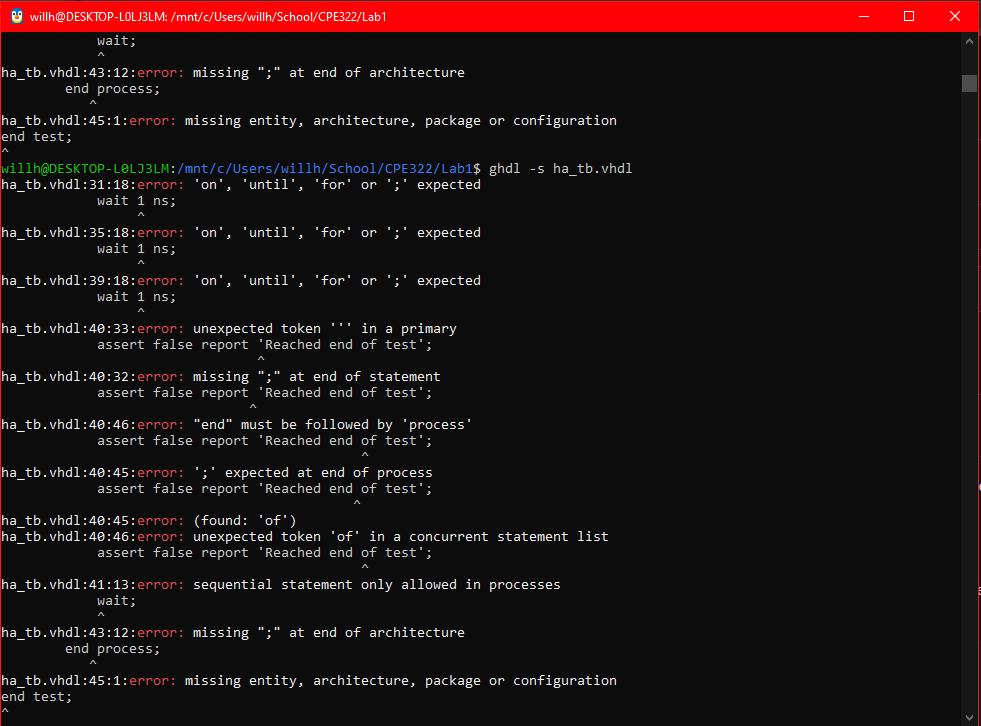 willh@DESKTOP-L0LJ3LM: /mnt/c/Users/willh/School/CPE322/Lab1
            wait;
            ^
ha_tb.vhdl:43:12:error: missing ";" at end of architecture
        end process;
           ^
ha_tb.vhdl:45:1:error: missing entity, architecture, package or configuration
end test;
^
willh@DESKTOP-L0LJ3LM:/mnt/c/Users/willh/School/CPE322/Lab1$ ghdl -s ha_tb.vhdl
ha_tb.vhdl:31:18:error: 'on', 'until', 'for' or ';' expected
            wait 1 ns;
                 ^
ha_tb.vhdl:35:18:error: 'on', 'until', 'for' or ';' expected
            wait 1 ns;
                 ^
ha_tb.vhdl:39:18:error: 'on', 'until', 'for' or ';' expected
            wait 1 ns;
                 ^
ha_tb.vhdl:40:33:error: unexpected token ''' in a primary
            assert false report 'Reached end of test';
                                ^
ha_tb.vhdl:40:32:error: missing ";" at end of statement
            assert false report 'Reached end of test';
                               ^
ha_tb.vhdl:40:46:error: "end" must be followed by 'process'
            assert false report 'Reached end of test';
                                             ^
ha_tb.vhdl:40:45:error: ';' expected at end of process
            assert false report 'Reached end of test';
                                            ^
ha_tb.vhdl:40:45:error: (found: 'of')
ha_tb.vhdl:40:46:error: unexpected token 'of' in a concurrent statement list
            assert false report 'Reached end of test';
                                             ^
ha_tb.vhdl:41:13:error: sequential statement only allowed in processes
            wait;
            ^
ha_tb.vhdl:43:12:error: missing ";" at end of architecture
        end process;
           ^
ha_tb.vhdl:45:1:error: missing entity, architecture, package or configuration
end test;
^